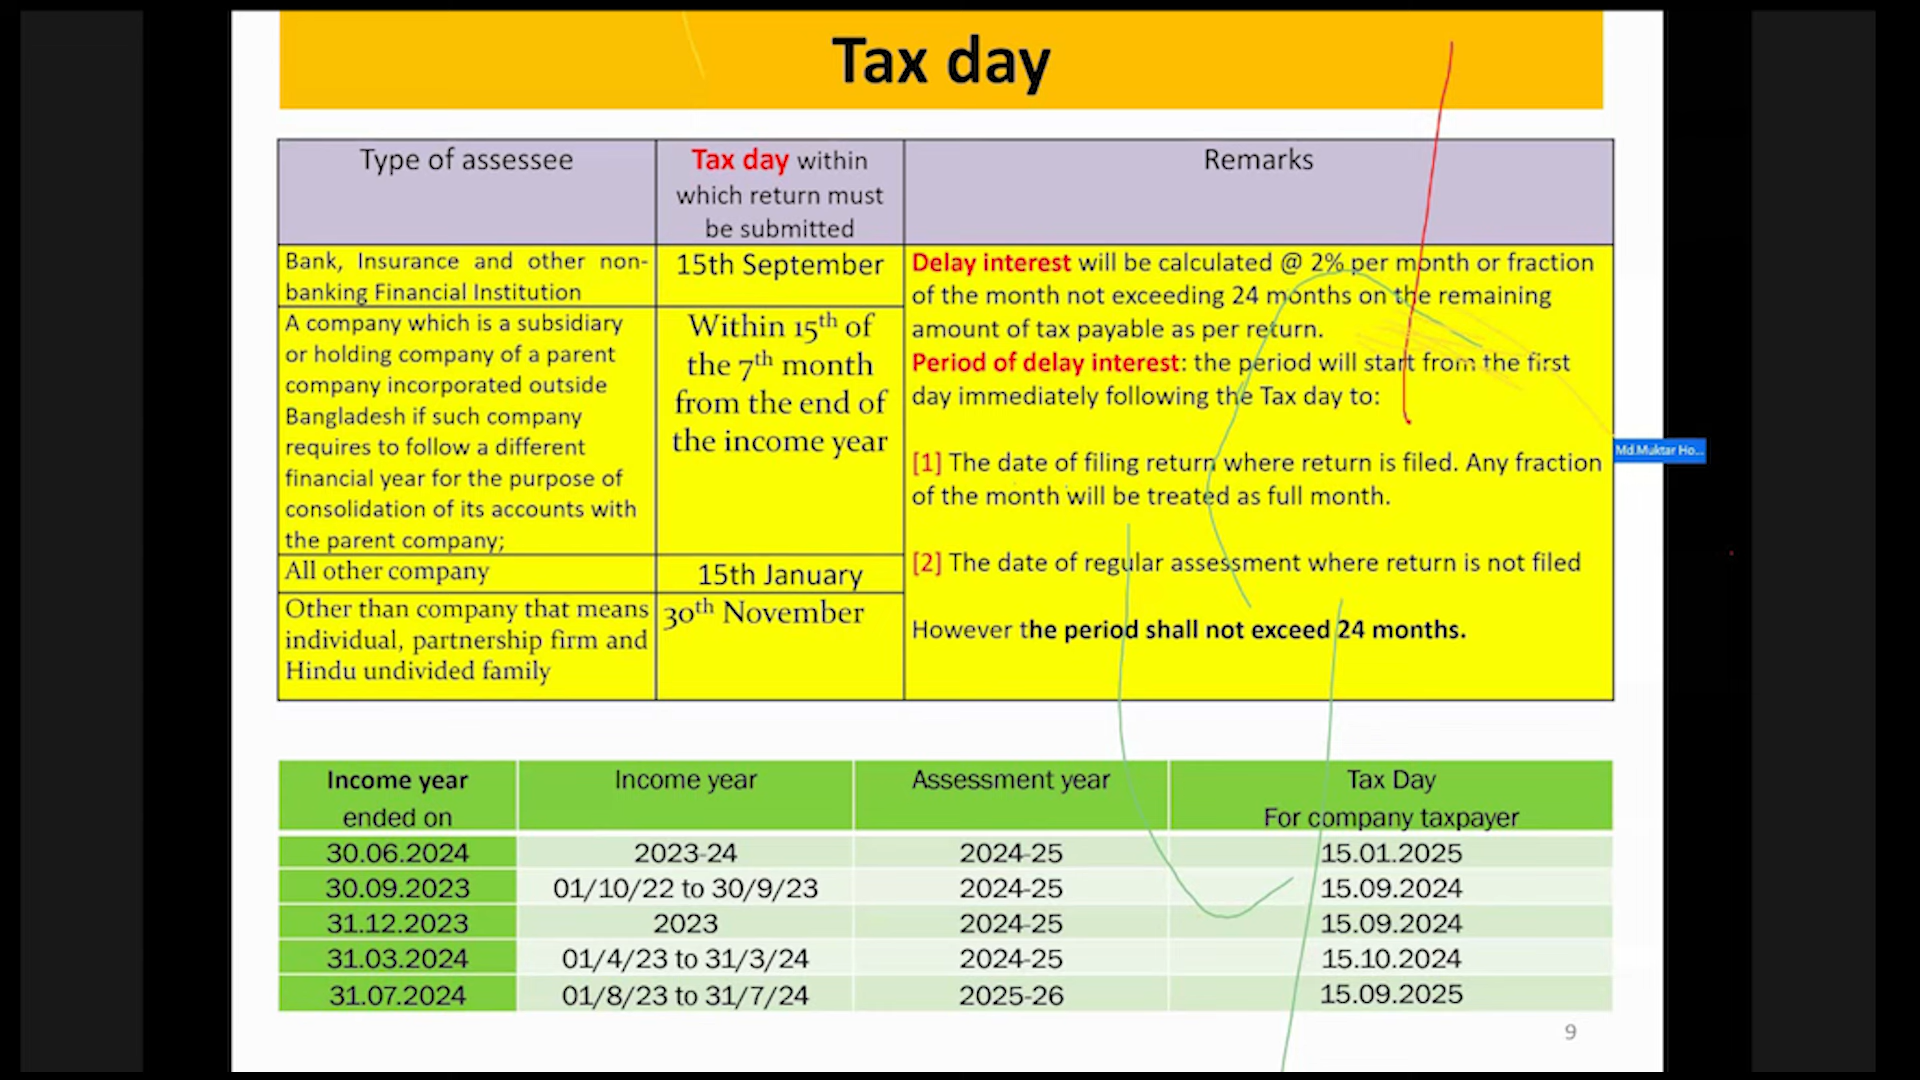 Tax day
Type of assessee
Tax day within
which return must
be submitted
Remarks
Bank, Insurance and other non-
banking Financial Institution
15th September
A company which is a subsidiary
or holding company of a parent
company incorporated outside
Bangladesh if such company
requires to follow a different
financial year for the purpose of
consolidation of its accounts with
the parent company;
Within 15th of
the 7th month
from the end of
the income year
All other company
15th January
Other than company that means
individual, partnership firm and
Hindu undivided family
30th November
Delay interest will be calculated @ 2% per month or fraction
of the month not exceeding 24 months on the remaining
amount of tax payable as per return.
Period of delay interest: the period will start from the first
day immediately following the Tax day to:
[1] The date of filing return where return is filed. Any fraction
of the month will be treated as full month.
[2] The date of regular assessment where return is not filed
However the period shall not exceed 24 months.
Md.Muktar Ho...
Income year
ended on
Income year
Assessment year
Tax Day
For company taxpayer
30.06.2024 2023-24 2024-25 15.01.2025
30.09.2023 01/10/22 to 30/9/23 2024-25 15.09.2024
31.12.2023 2023 2024-25 15.09.2024
31.03.2024 01/4/23 to 31/3/24 2024-25 15.10.2024
31.07.2024 01/8/23 to 31/7/24 2025-26 15.09.2025
9